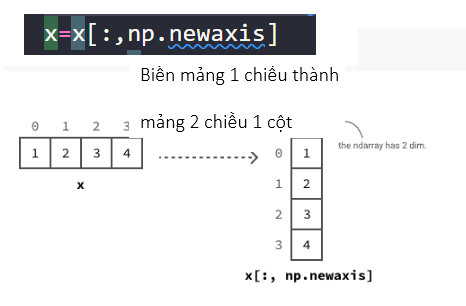 x=x[:,np.newaxis]
Biền mảng 1 chiều thành
mảng 2 chiều 1 cột
0 1 2 3
1 2 3 4
x
the ndarray has 2 dim.
0 1
1 2
2 3
3 4
x[:, np.newaxis]